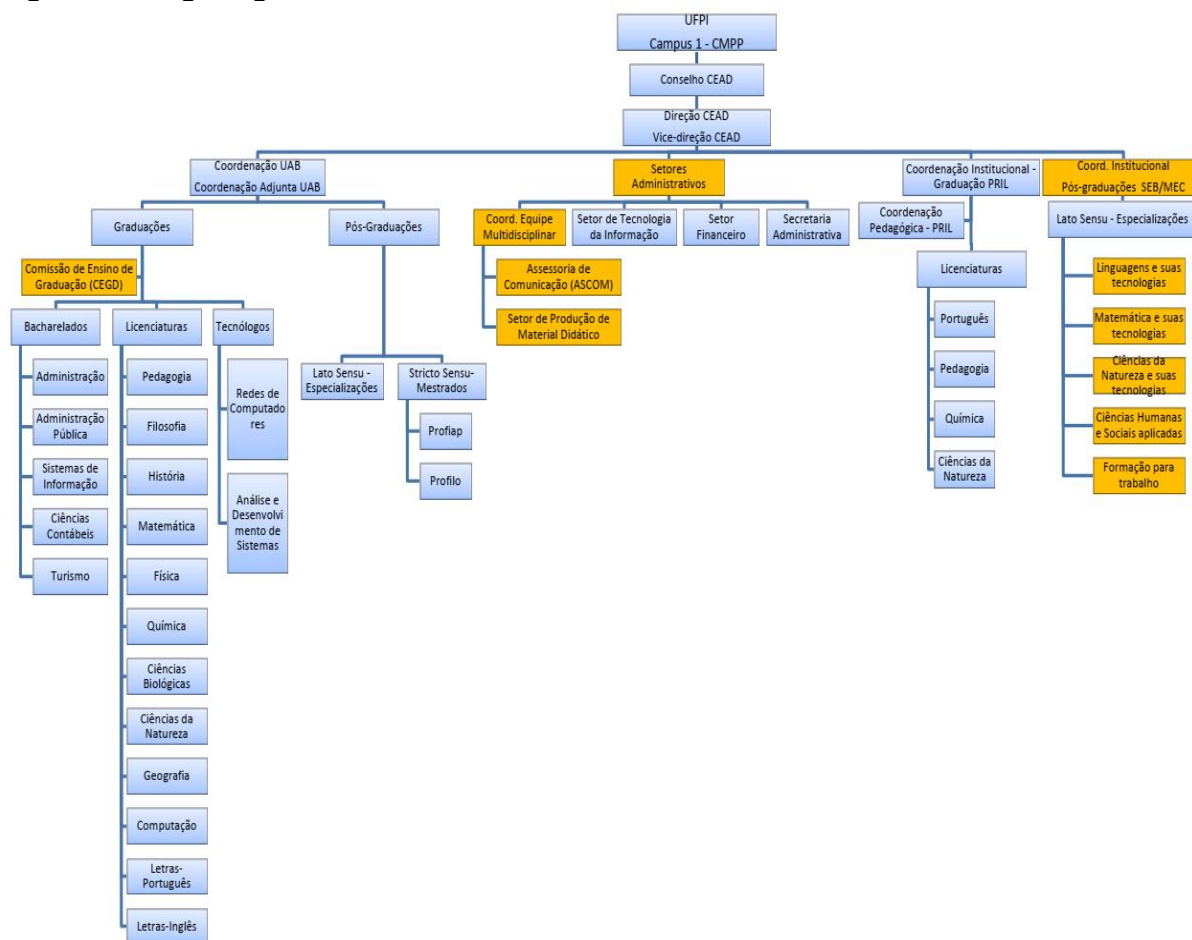 UFPI
Campus 1 - CMPP
Conselho CEAD
Direção CEAD
Vice-direção CEAD
Coordenação UAB
Coordenação Adjunta UAB
Setores
Administrativos
Coordenação Institucional -
Graduação PRIL
Coord. Institucional
Pós-graduações SEB/MEC
Graduações
Pós-Graduações
Coord. Equipe
Multidisciplinar
Setor de Tecnologia
da Informação
Setor
Financeiro
Secretaria
Administrativa
Coordenação
Pedagógica - PRIL
Lato Sensu - Especializações
Comissão de Ensino de
Graduação (CEGD)
Assessoria de
Comunicação (ASCOM)
Setor de Produção de
Material Didático
Licenciaturas
Português
Pedagogia
Química
Ciências da
Natureza
Linguagens e suas
tecnologias
Matemática e suas
tecnologias
Ciências da
Natureza e suas
tecnologias
Ciências Humanas
e Sociais aplicadas
Formação para
trabalho
Bacharelados
Administração
Administração
Pública
Sistemas de
Informação
Ciências
Contábeis
Turismo
Licenciaturas
Pedagogia
Filosofia
História
Matemática
Física
Química
Ciências
Biológicas
Ciências da
Natureza
Geografia
Computação
Letras-
Português
Letras-Inglês
Tecnólogos
Redes de
Computado
res
Análise e
Desenvolvi
mento de
Sistemas
Lato Sensu -
Especializações
Stricto Sensu-
Mestrados
Profiap
Profilo